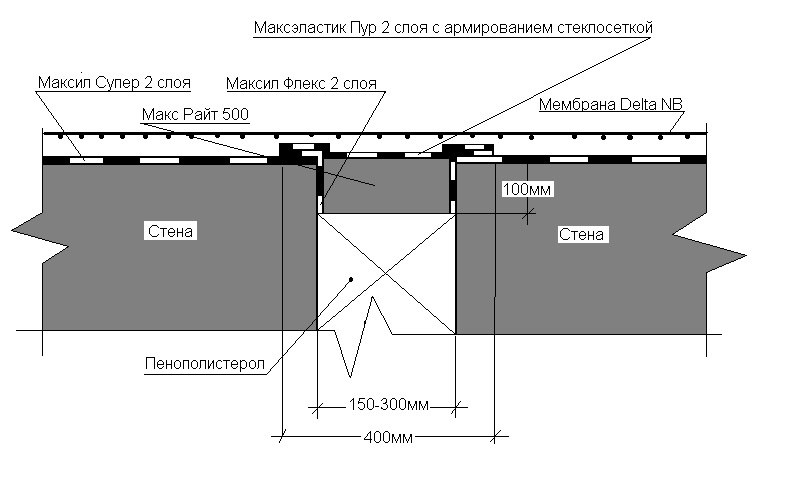 Максэластик Пур 2 слоя с армированием стеклосеткой
Максил Супер 2 слоя
Максил Флекс 2 слоя
Мембрана Delta NB
Макс Райт 500
100мм
Стена
Стена
Пенополистерол
150-300мм
400мм